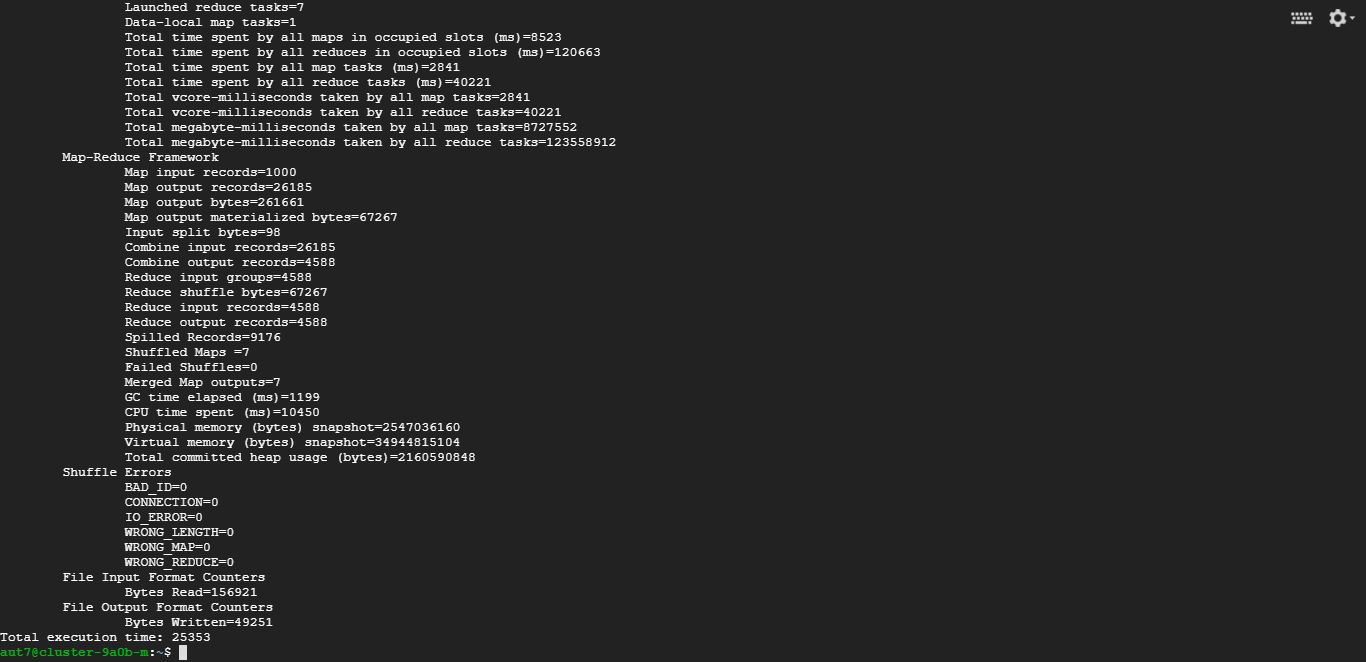 Launched reduce tasks=7
Data-local map tasks=1
Total time spent by all maps in occupied slots (ms)=8523
Total time spent by all reduces in occupied slots (ms)=120663
Total time spent by all map tasks (ms)=2841
Total time spent by all reduce tasks (ms)=40221
Total vcore-milliseconds taken by all map tasks=2841
Total vcore-milliseconds taken by all reduce tasks=40221
Total megabyte-milliseconds taken by all map tasks=8727552
Total megabyte-milliseconds taken by all reduce tasks=123558912
Map-Reduce Framework
Map input records=1000
Map output records=26185
Map output bytes=261661
Map output materialized bytes=67267
Input split bytes=98
Combine input records=26185
Combine output records=4588
Reduce input groups=4588
Reduce shuffle bytes=67267
Reduce input records=4588
Reduce output records=4588
Spilled Records=9176
Shuffled Maps =7
Failed Shuffles=0
Merged Map outputs=7
GC time elapsed (ms)=1199
CPU time spent (ms)=10450
Physical memory (bytes) snapshot=2547036160
Virtual memory (bytes) snapshot=34944815104
Total committed heap usage (bytes)=2160590848
Shuffle Errors
BAD_ID=0
CONNECTION=0
IO_ERROR=0
WRONG_LENGTH=0
WRONG_MAP=0
WRONG_REDUCE=0
File Input Format Counters
Bytes Read=156921
File Output Format Counters
Bytes Written=49251
Total execution time: 25353
aut7@cluster-9a0b-m:~$